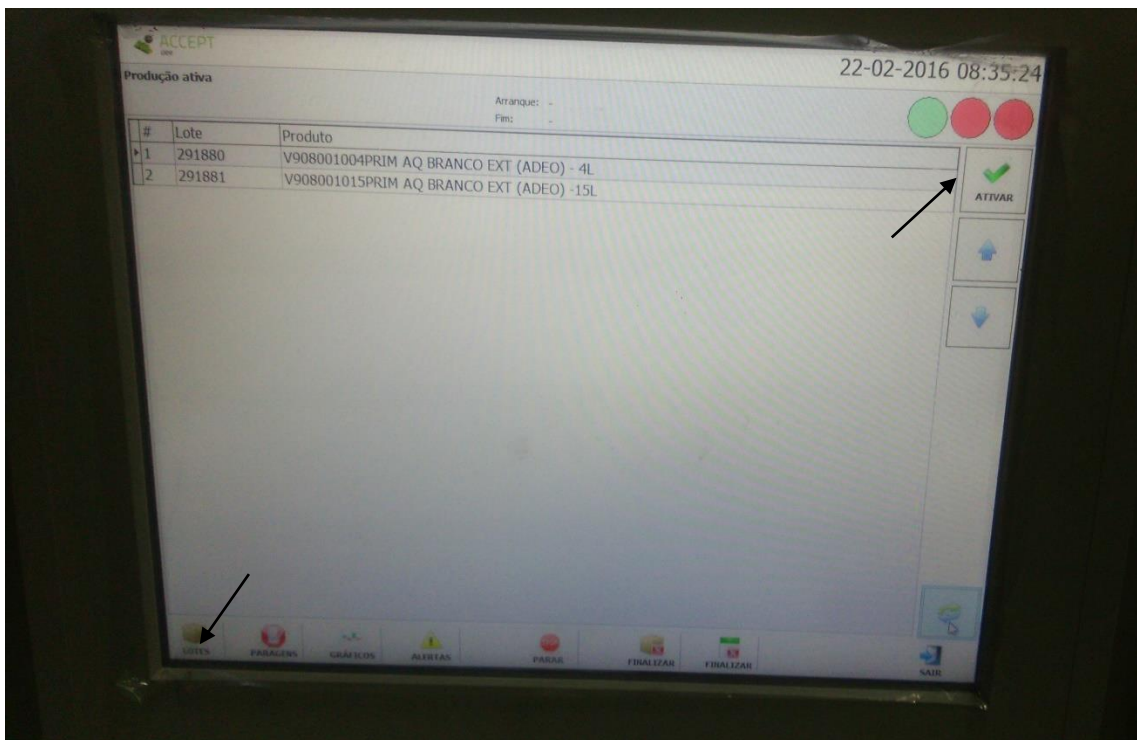 ACCEPT
22-02-2016 08:35:24
Produção ativa
Arranque: -
Fim: -
# Lote Produto
1 291880 V908001004PRIM AQ BRANCO EXT (ADEO) - 4L
2 291881 V908001015PRIM AQ BRANCO EXT (ADEO) -15L
ATIVAR
LOTES PARAGENS GRÁFICOS ALERTAS PARAR FINALIZAR FINALIZAR SAIR